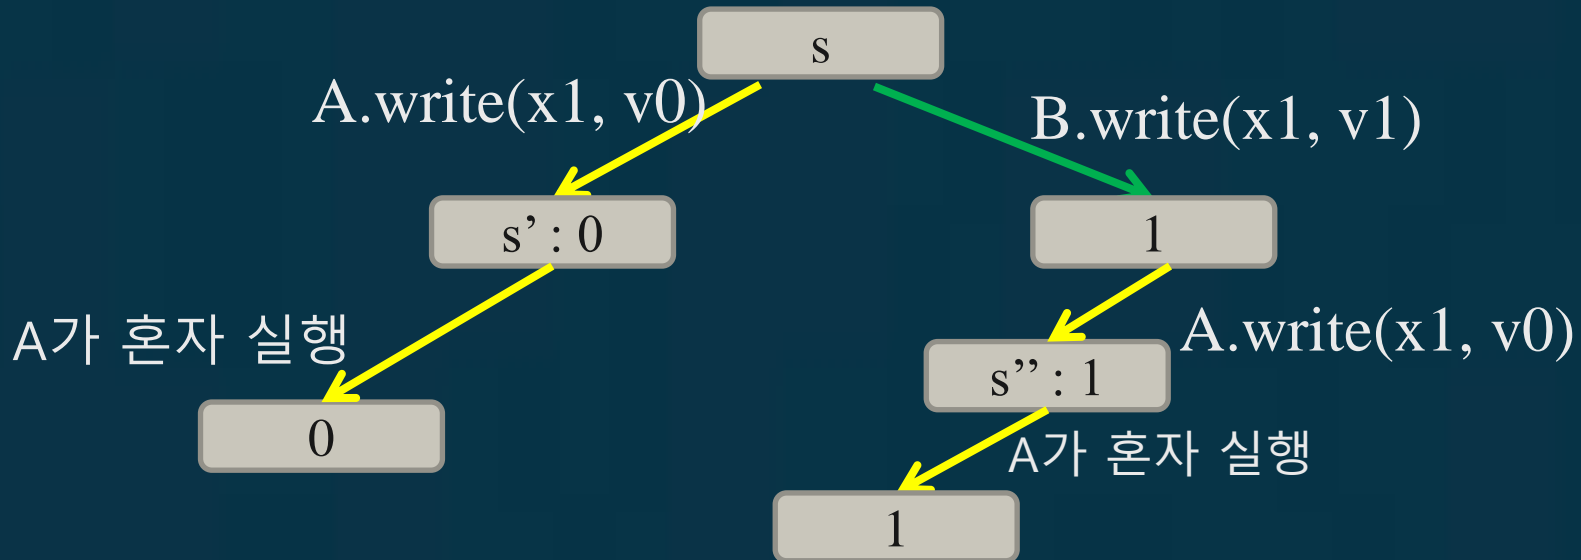 s
A.write(x1, v0)
B.write(x1, v1)
s’ : 0
1
A가 혼자 실행
A.write(x1, v0)
s” : 1
0
A가 혼자 실행
1